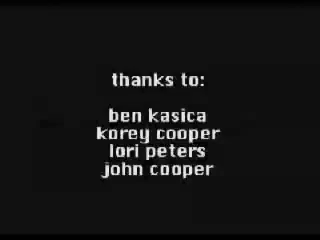 thanks to:
ben kasica
korey cooper
lori peters
john cooper